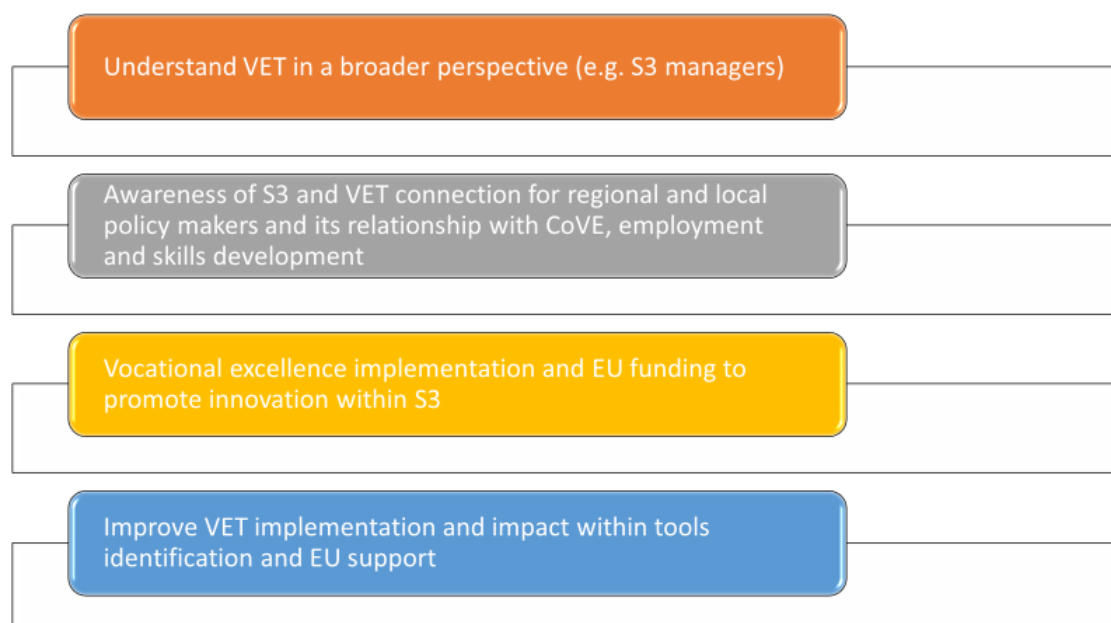 Understand VET in a broader perspective (e.g. S3 managers)
Awareness of S3 and VET connection for regional and local
policy makers and its relationship with CoVE, employment
and skills development
Vocational excellence implementation and EU funding to
promote innovation within S3
Improve VET implementation and impact within tools
identification and EU support